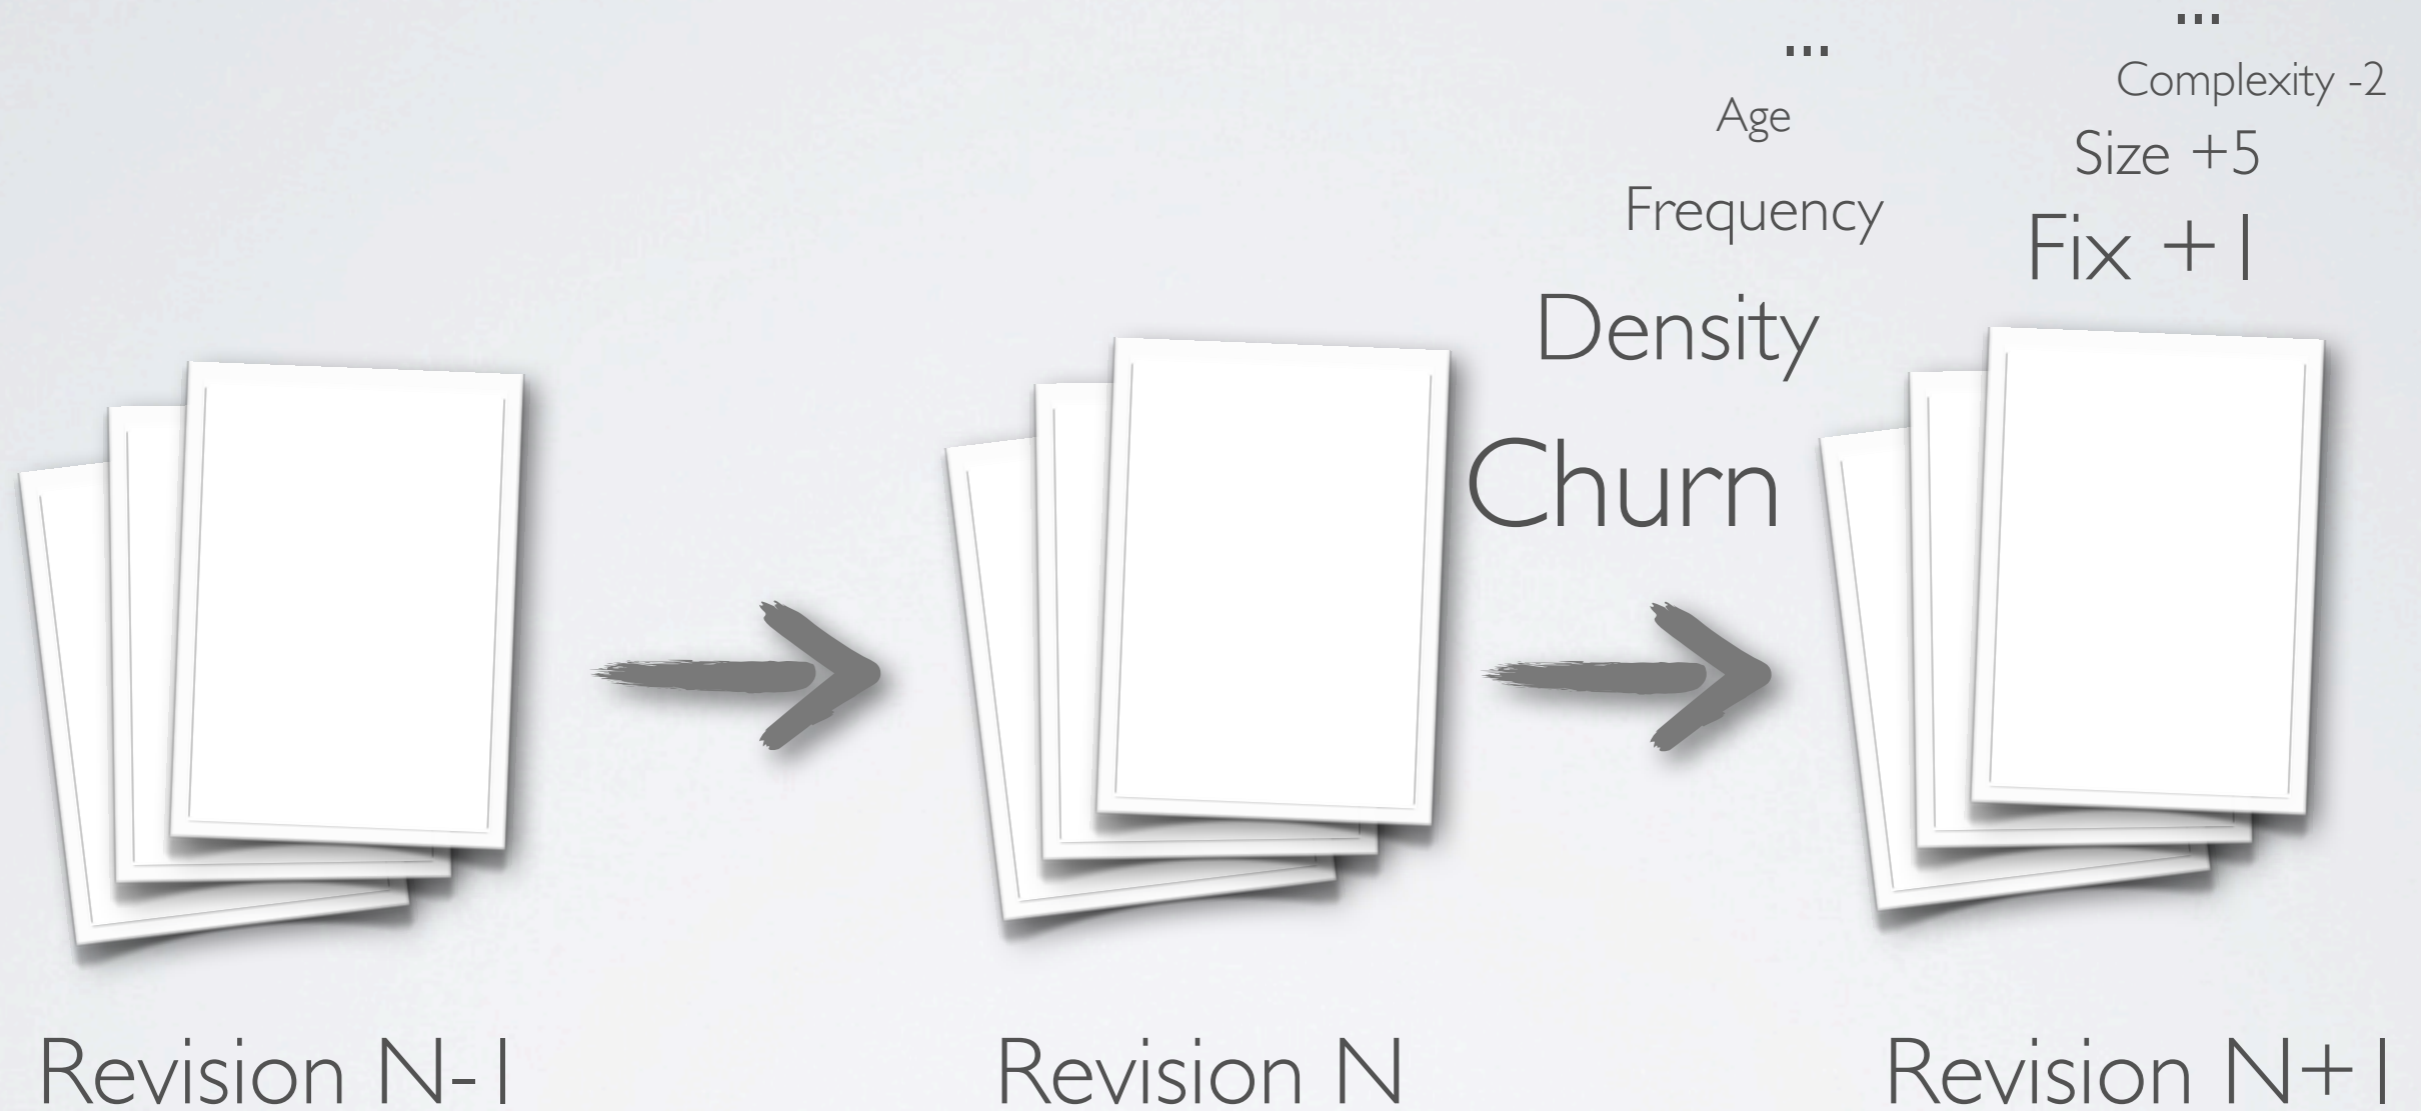 ...
...
Complexity -2
Age
Size +5
Frequency
Fix +1
Density
Churn
Revision N-1
Revision N
Revision N+1